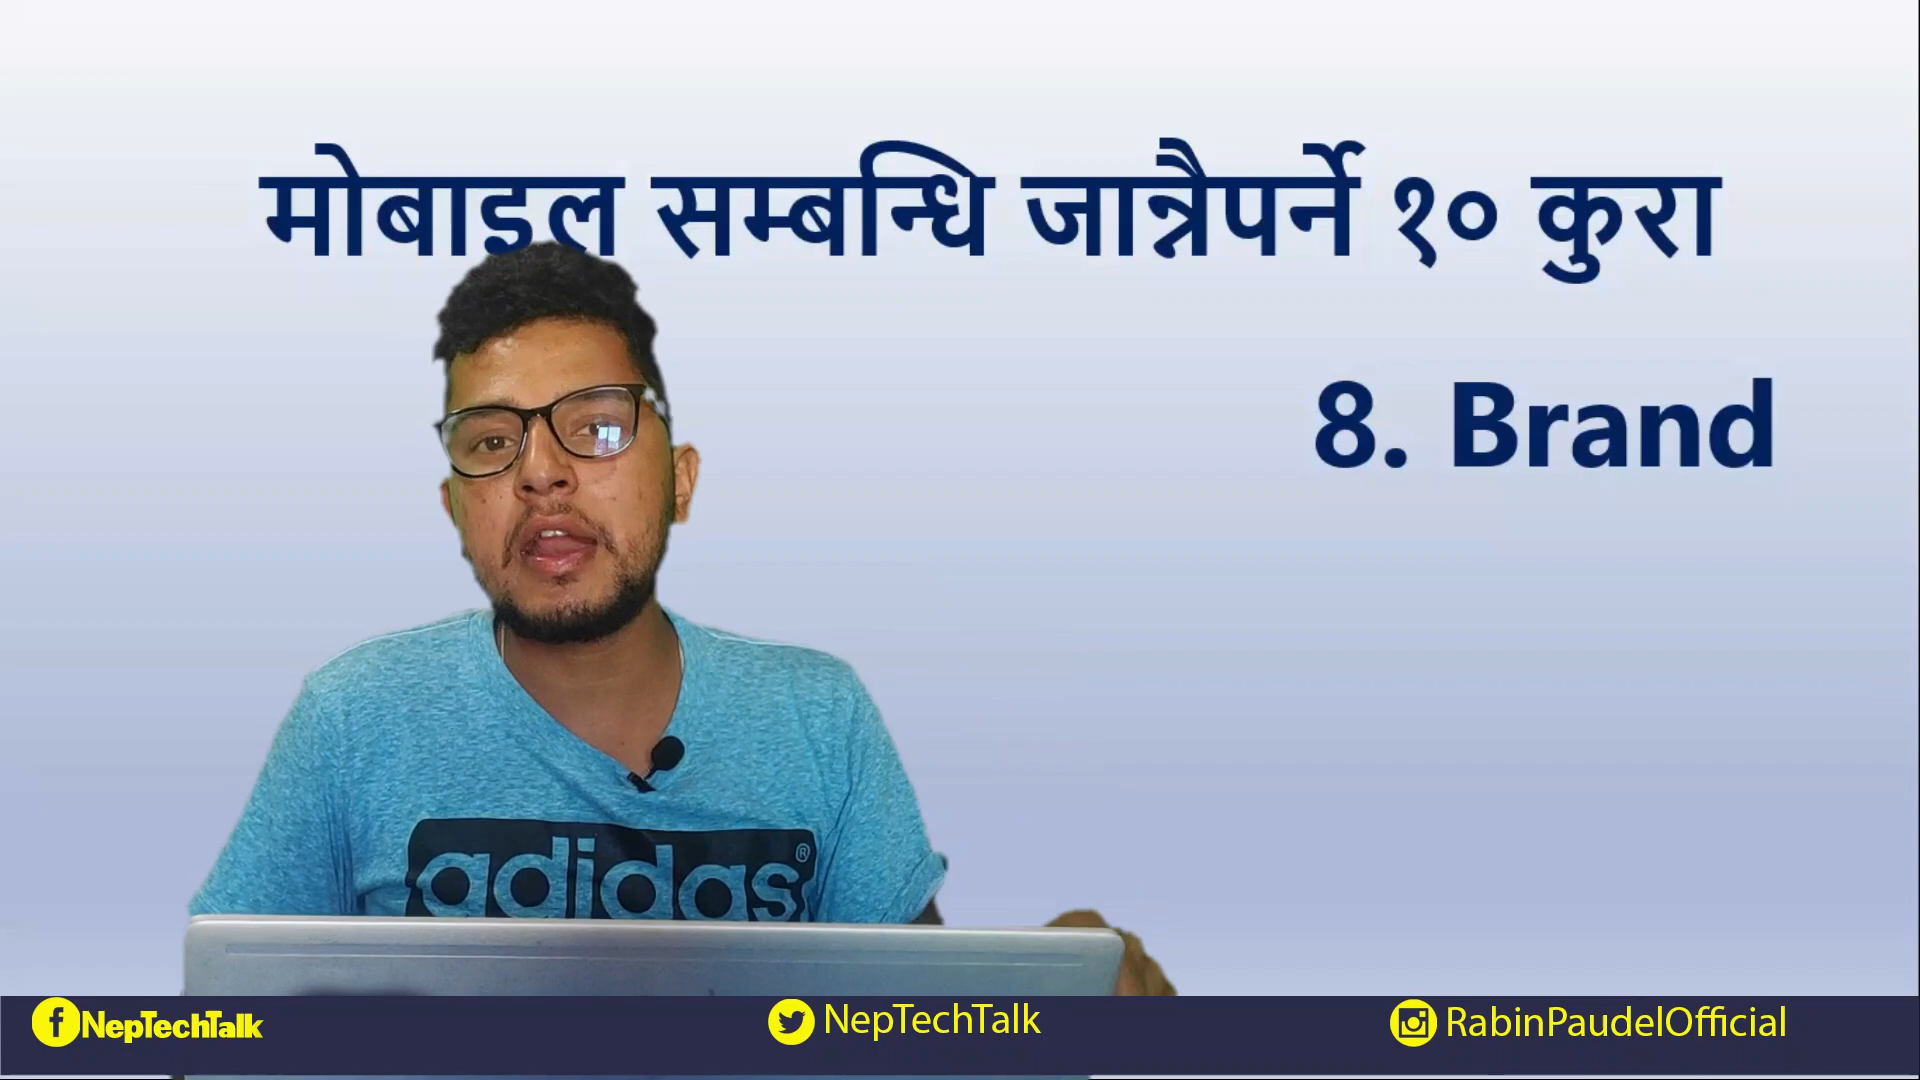 मोबाइल सम्बन्धि जान्नैपर्ने १० कुरा
8. Brand
adidas®
NepTechTalk
NepTechTalk
RabinPaudelOfficial